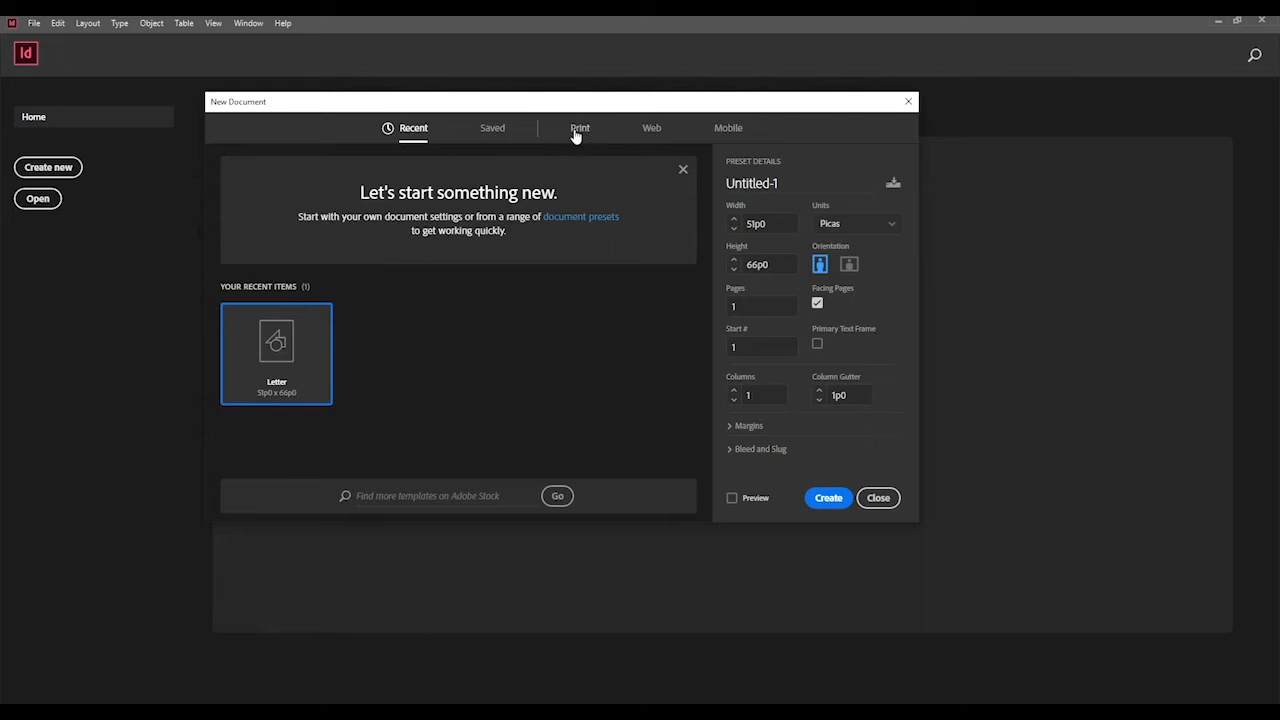 Id File Edit Layout Type Object Table View Window Help
Id
Home
Create new
Open
New Document
Recent Saved Print Web Mobile
Let's start something new.
Start with your own document settings or from a range of document presets
to get working quickly.
YOUR RECENT ITEMS (1)
Letter
51p0 x 66p0
Find more templates on Adobe Stock Go
PRESET DETAILS
Untitled-1
Width Units
51p0 Picas
Height Orientation
66p0
Pages Facing Pages
1
Start # Primary Text Frame
1
Columns Column Gutter
1 1p0
> Margins
> Bleed and Slug
Preview Create Close